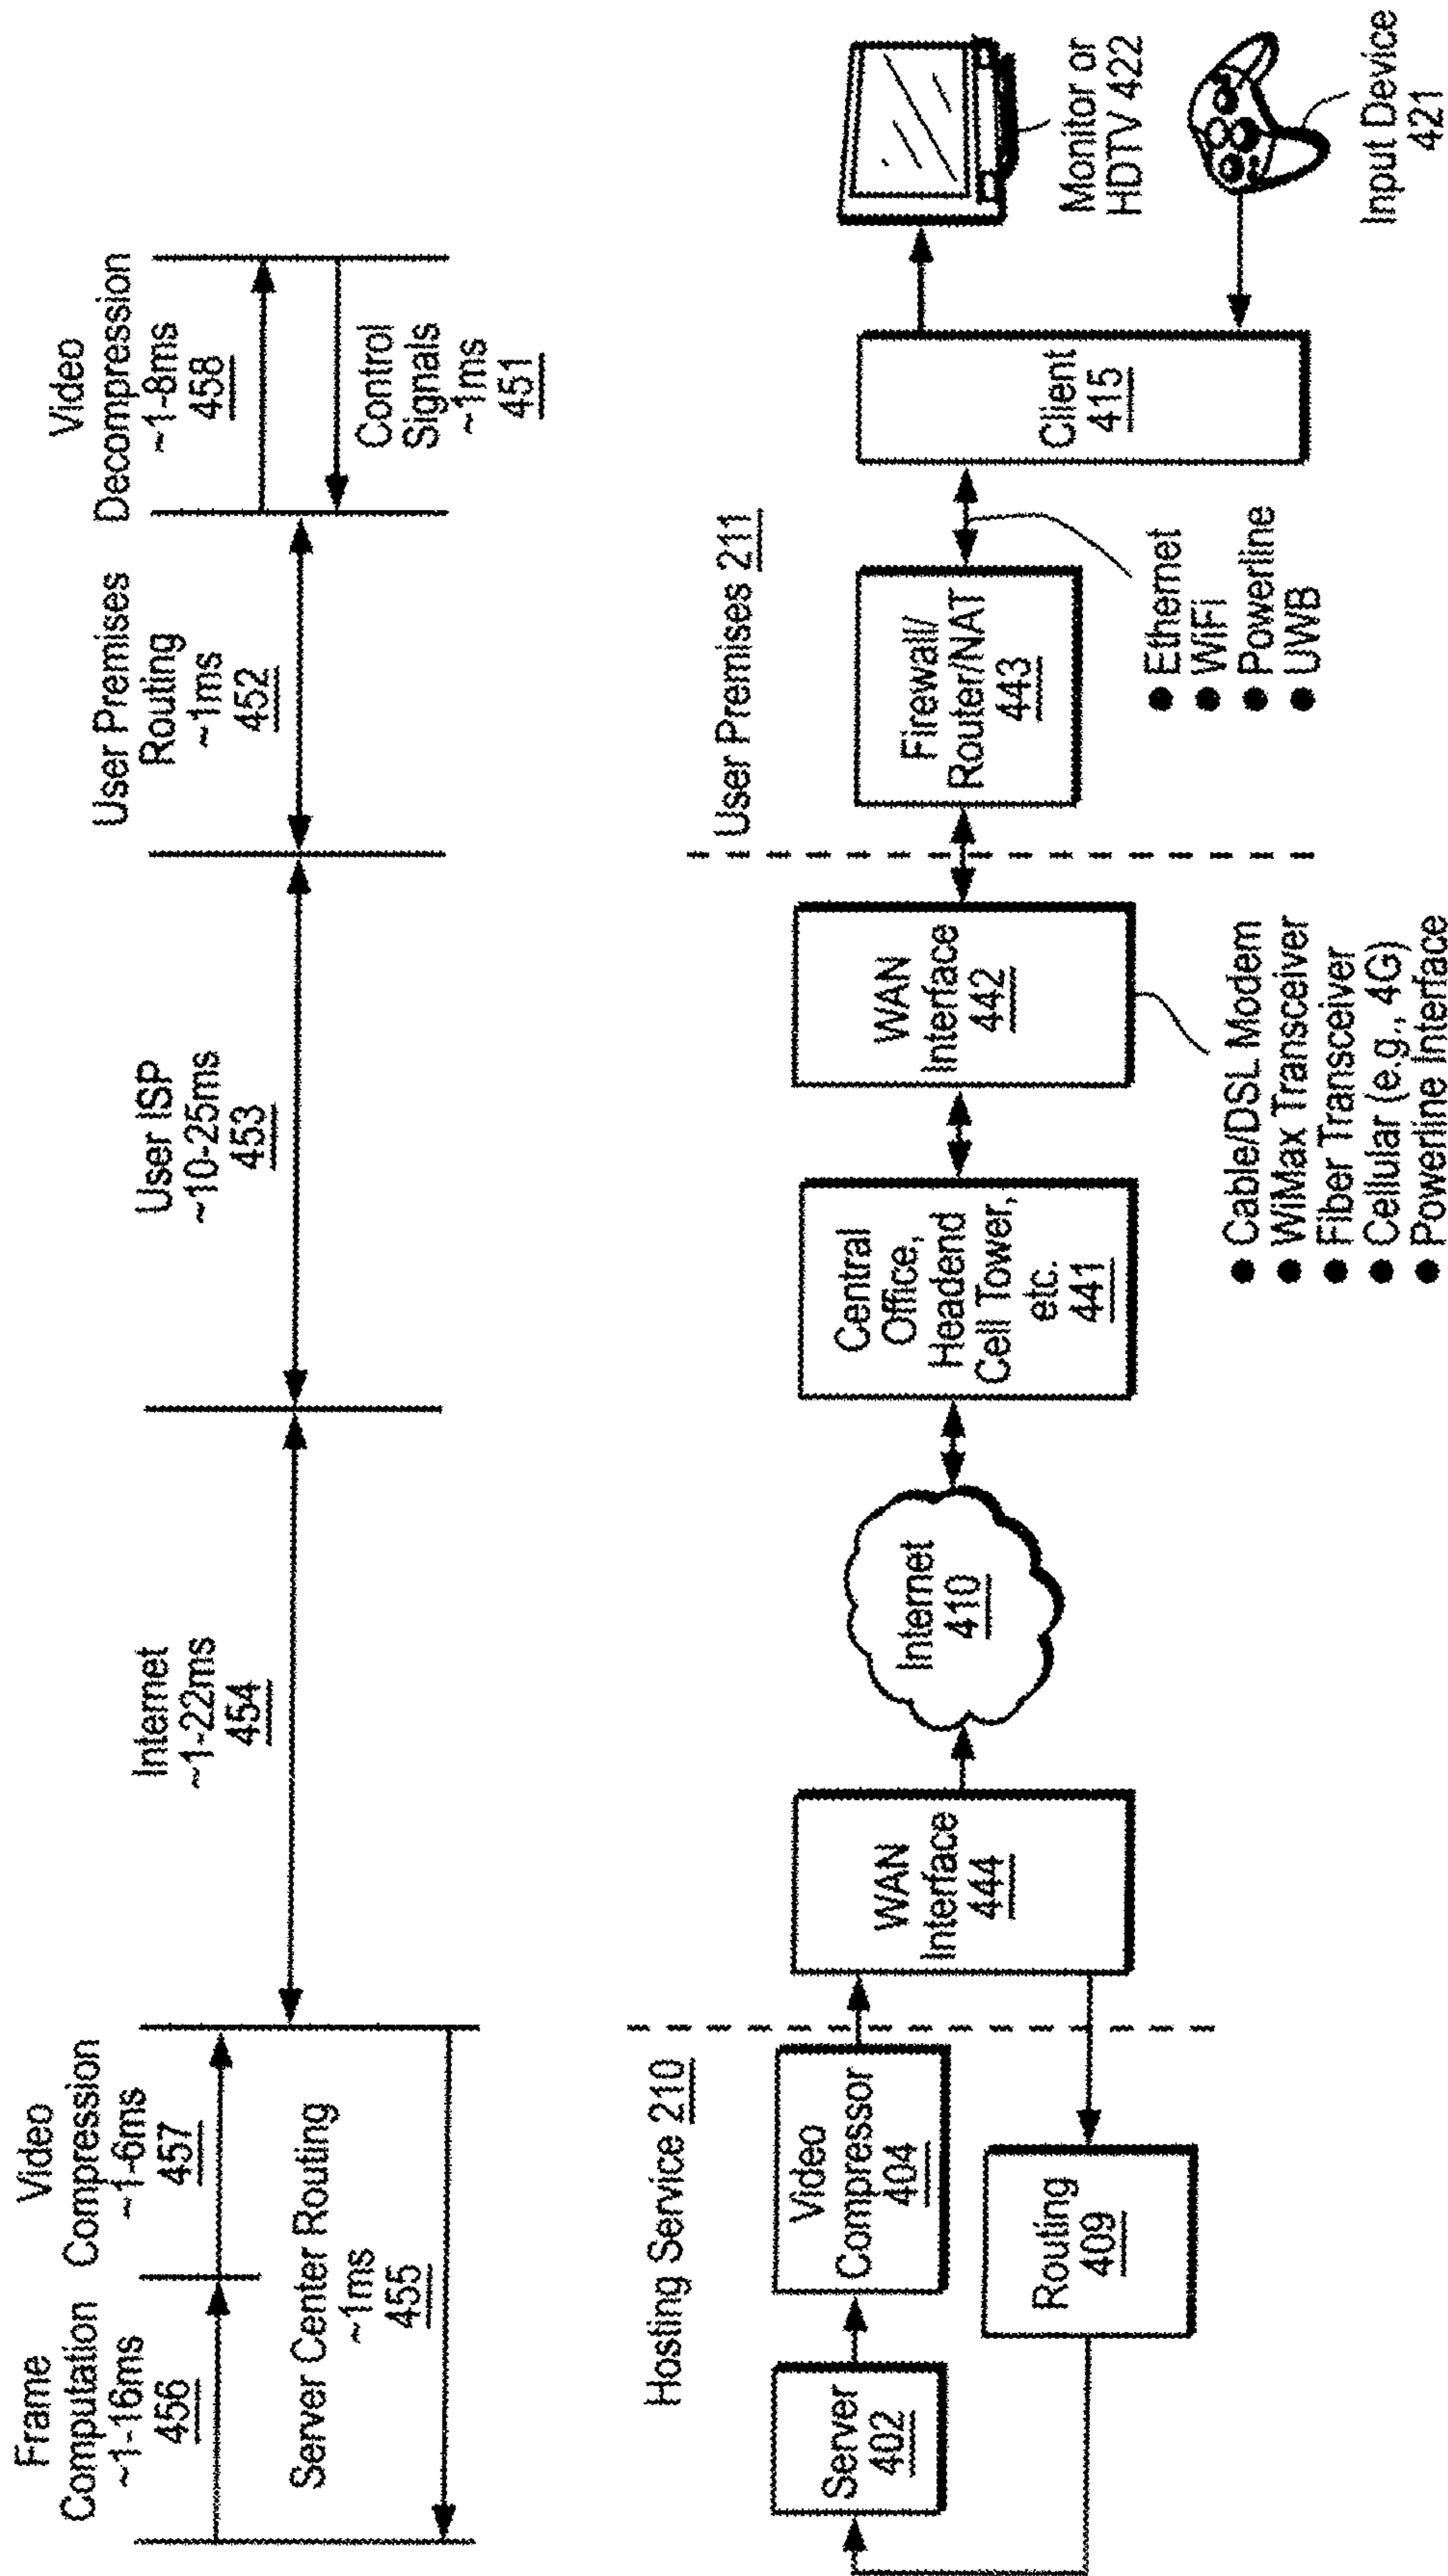 Frame
Computation
~1-16ms
456
Video
Compression
~1-6ms
457
Server Center Routing
~1ms
455
Internet
~1-22ms
454
User ISP
~10-25ms
453
User Premises
Routing
~1ms
452
Video
Decompression
~1-8ms
458
Control
Signals
~1ms
451
Hosting Service 210
Server
402
Video
Compressor
404
Routing
409
WAN
Interface
444
Internet
410
Central
Office,
Headend
Cell Tower,
etc.
441
WAN
Interface
442
● Cable/DSL Modem
● WiMax Transceiver
● Fiber Transceiver
● Cellular (e.g., 4G)
● Powerline Interface
User Premises 211
Firewall/
Router/NAT
443
● Ethernet
● WiFi
● Powerline
● UWB
Client
415
Monitor or
HDTV 422
Input Device
421